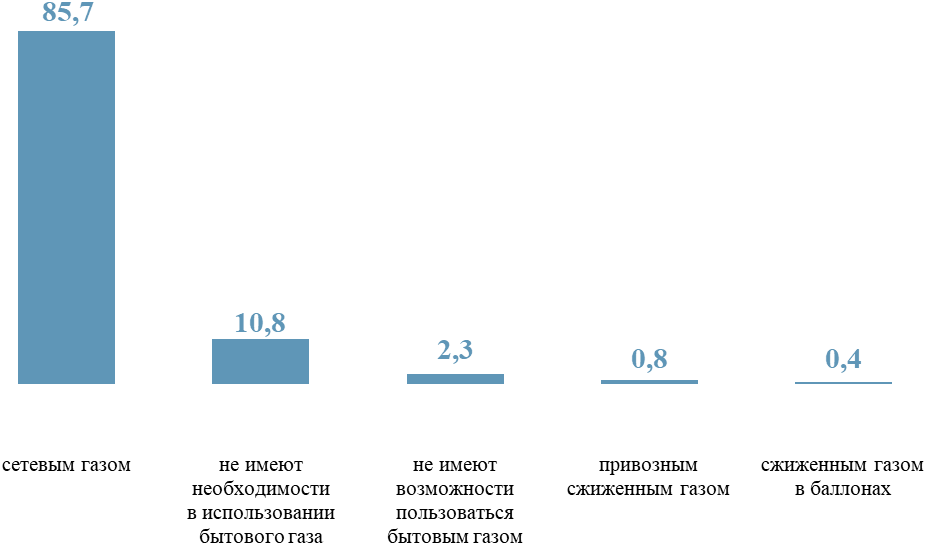 85,7
10,8
2,3
0,8
0,4
сетевым газом
не имеют
необходимости
в использовании
бытового газа
не имеют
возможности
пользоваться
бытовым газом
привозным
сжиженным газом
сжиженным газом
в баллонах